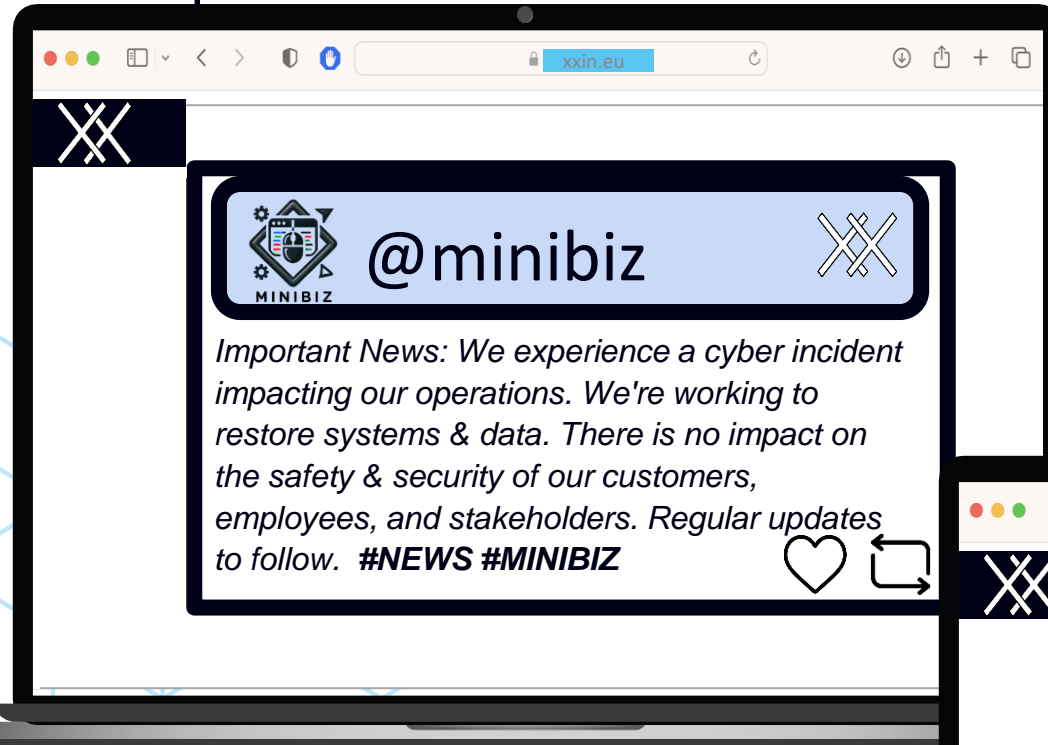 xxin.eu
MINIBIZ
@minibiz
Important News: We experience a cyber incident
impacting our operations. We're working to
restore systems & data. There is no impact on
the safety & security of our customers,
employees, and stakeholders. Regular updates
to follow. #NEWS #MINIBIZ